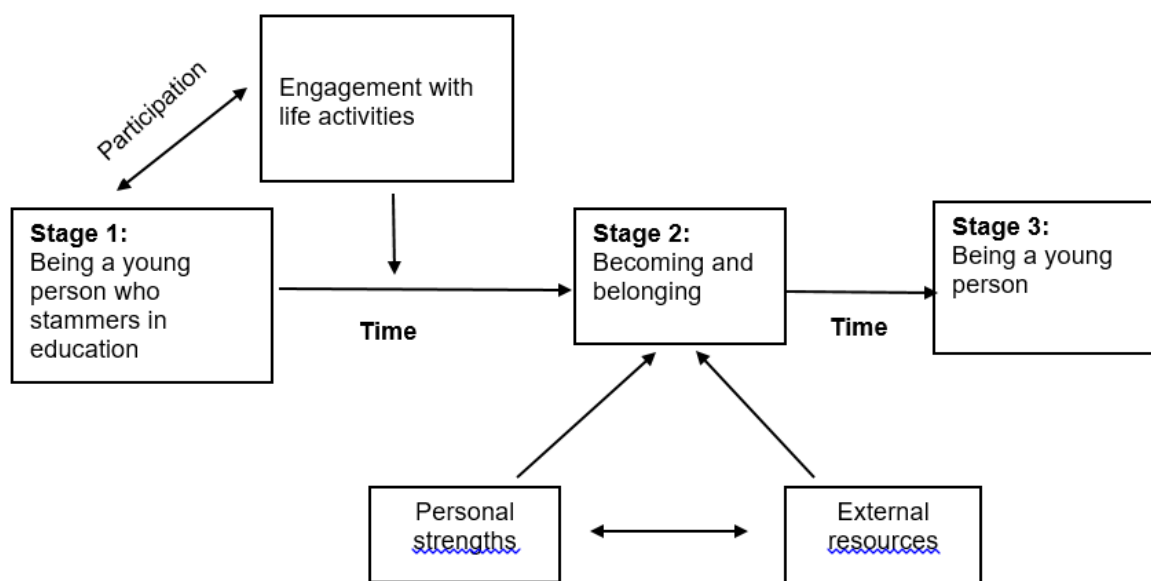 Participation
Engagement with
life activities
Stage 1:
Being a young
person who
stammers in
education
Time
Stage 2:
Becoming and
belonging
Time
Stage 3:
Being a young
person
Personal
strengths
External
resources